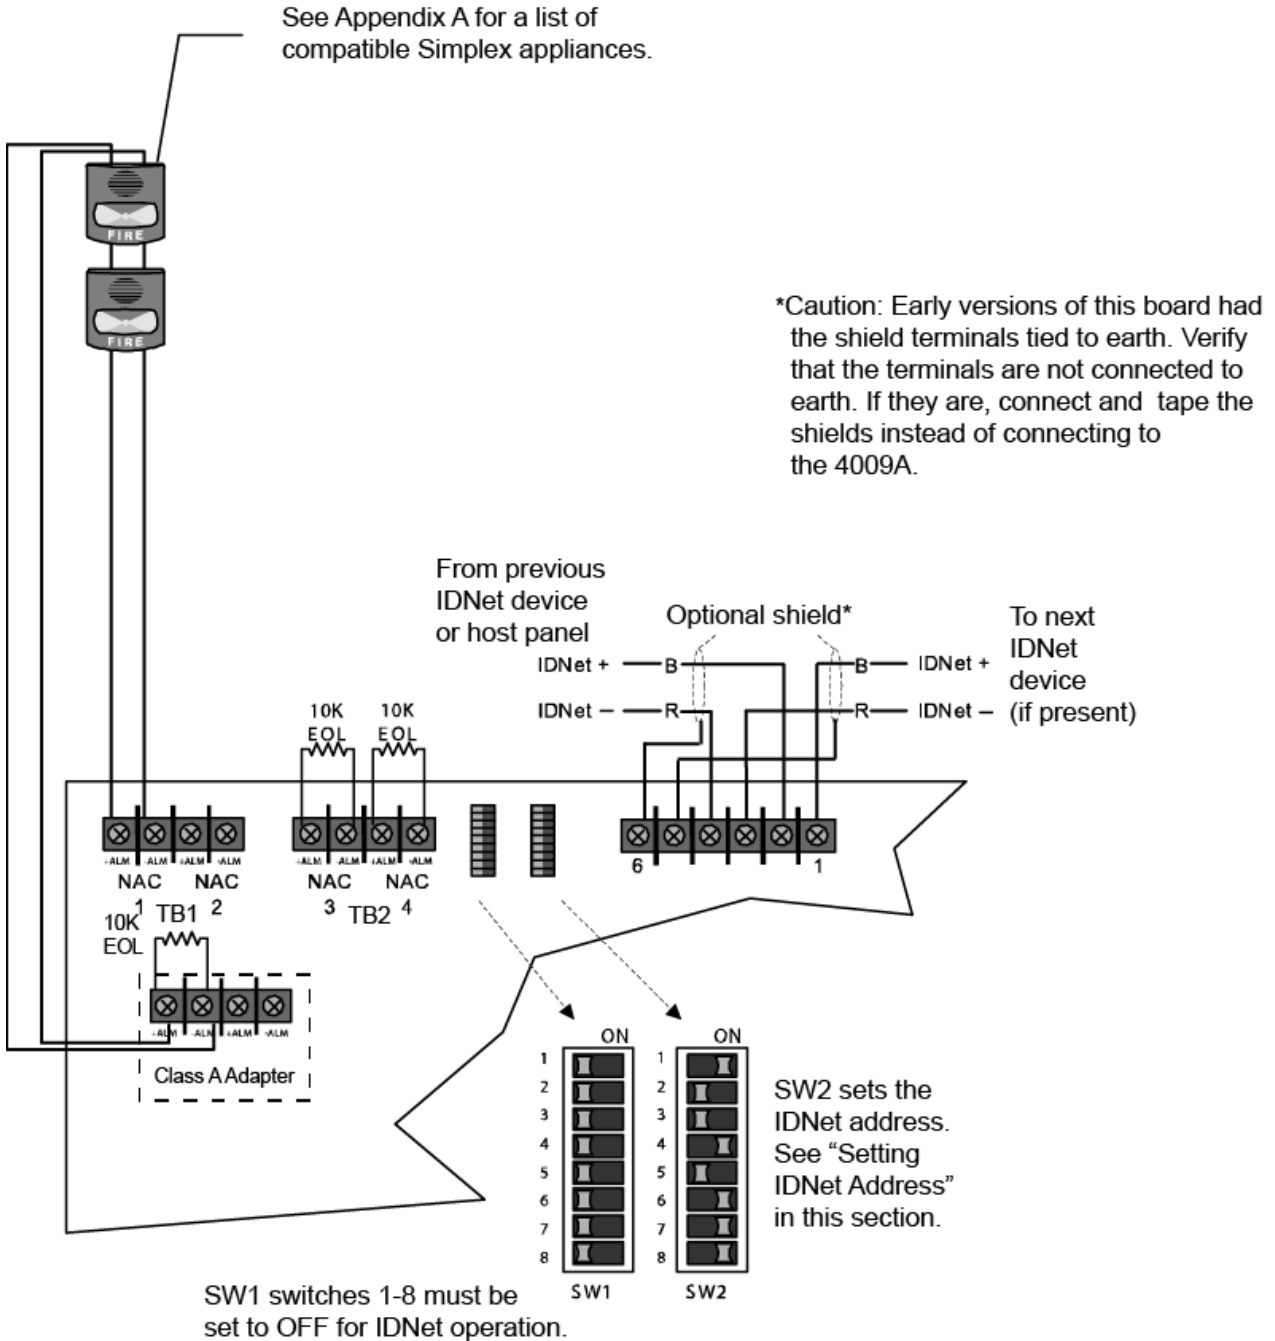 See Appendix A for a list of
compatible Simplex appliances.
FIRE
FIRE
*Caution: Early versions of this board had
the shield terminals tied to earth. Verify
that the terminals are not connected to
earth. If they are, connect and tape the
shields instead of connecting to
the 4009A.
From previous
IDNet device
or host panel
Optional shield*
To next
IDNet
device
(if present)
IDNet + B
B IDNet +
IDNet − R
R IDNet −
10K
EOL
10K
EOL
+ALM -ALM +ALM -ALM
NAC
1
NAC
2
TB1
+ALM -ALM +ALM -ALM
NAC
3
NAC
4
TB2
6 1
10K
EOL
+ALM -ALM +ALM -ALM
Class A Adapter
ON
1
2
3
4
5
6
7
8
SW1
ON
1
2
3
4
5
6
7
8
SW2
SW2 sets the
IDNet address.
See “Setting
IDNet Address”
in this section.
SW1 switches 1-8 must be
set to OFF for IDNet operation.